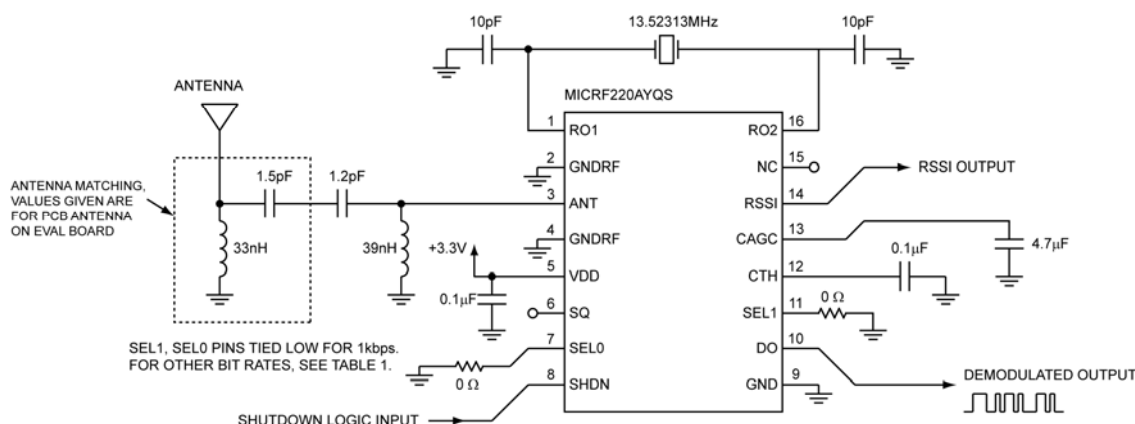 10pF
13.52313MHz
10pF
MICRF220AYQS
ANTENNA
1
RO1
RO2
16
2
GNDRF
NC
15
RSSI OUTPUT
ANTENNA MATCHING,
VALUES GIVEN ARE
FOR PCB ANTENNA
ON EVAL BOARD
1.5pF
1.2pF
3
ANT
RSSI
14
33nH
39nH
4
GNDRF
CAGC
13
4.7µF
+3.3V
5
VDD
CTH
12
0.1µF
0.1µF
6
SQ
SEL1
11
0 Ω
SEL1, SEL0 PINS TIED LOW FOR 1kbps.
FOR OTHER BIT RATES, SEE TABLE 1.
7
SEL0
DO
10
0 Ω
8
SHDN
GND
9
DEMODULATED OUTPUT
SHUTDOWN LOGIC INPUT